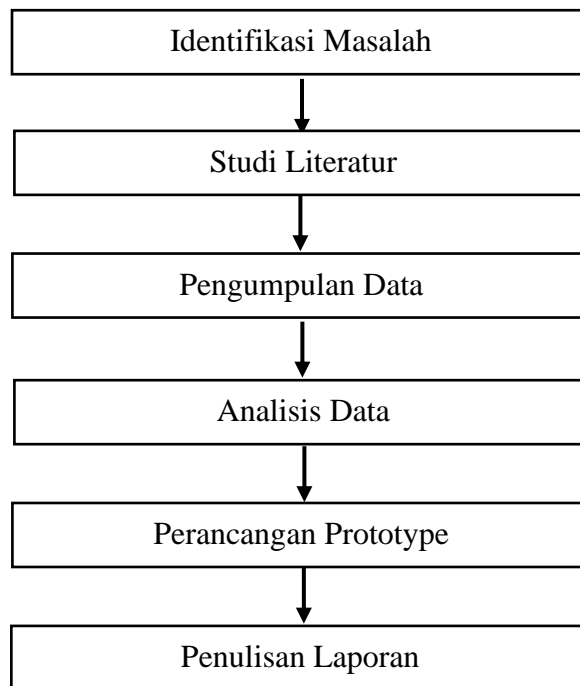 Identifikasi Masalah
Studi Literatur
Pengumpulan Data
Analisis Data
Perancangan Prototype
Penulisan Laporan